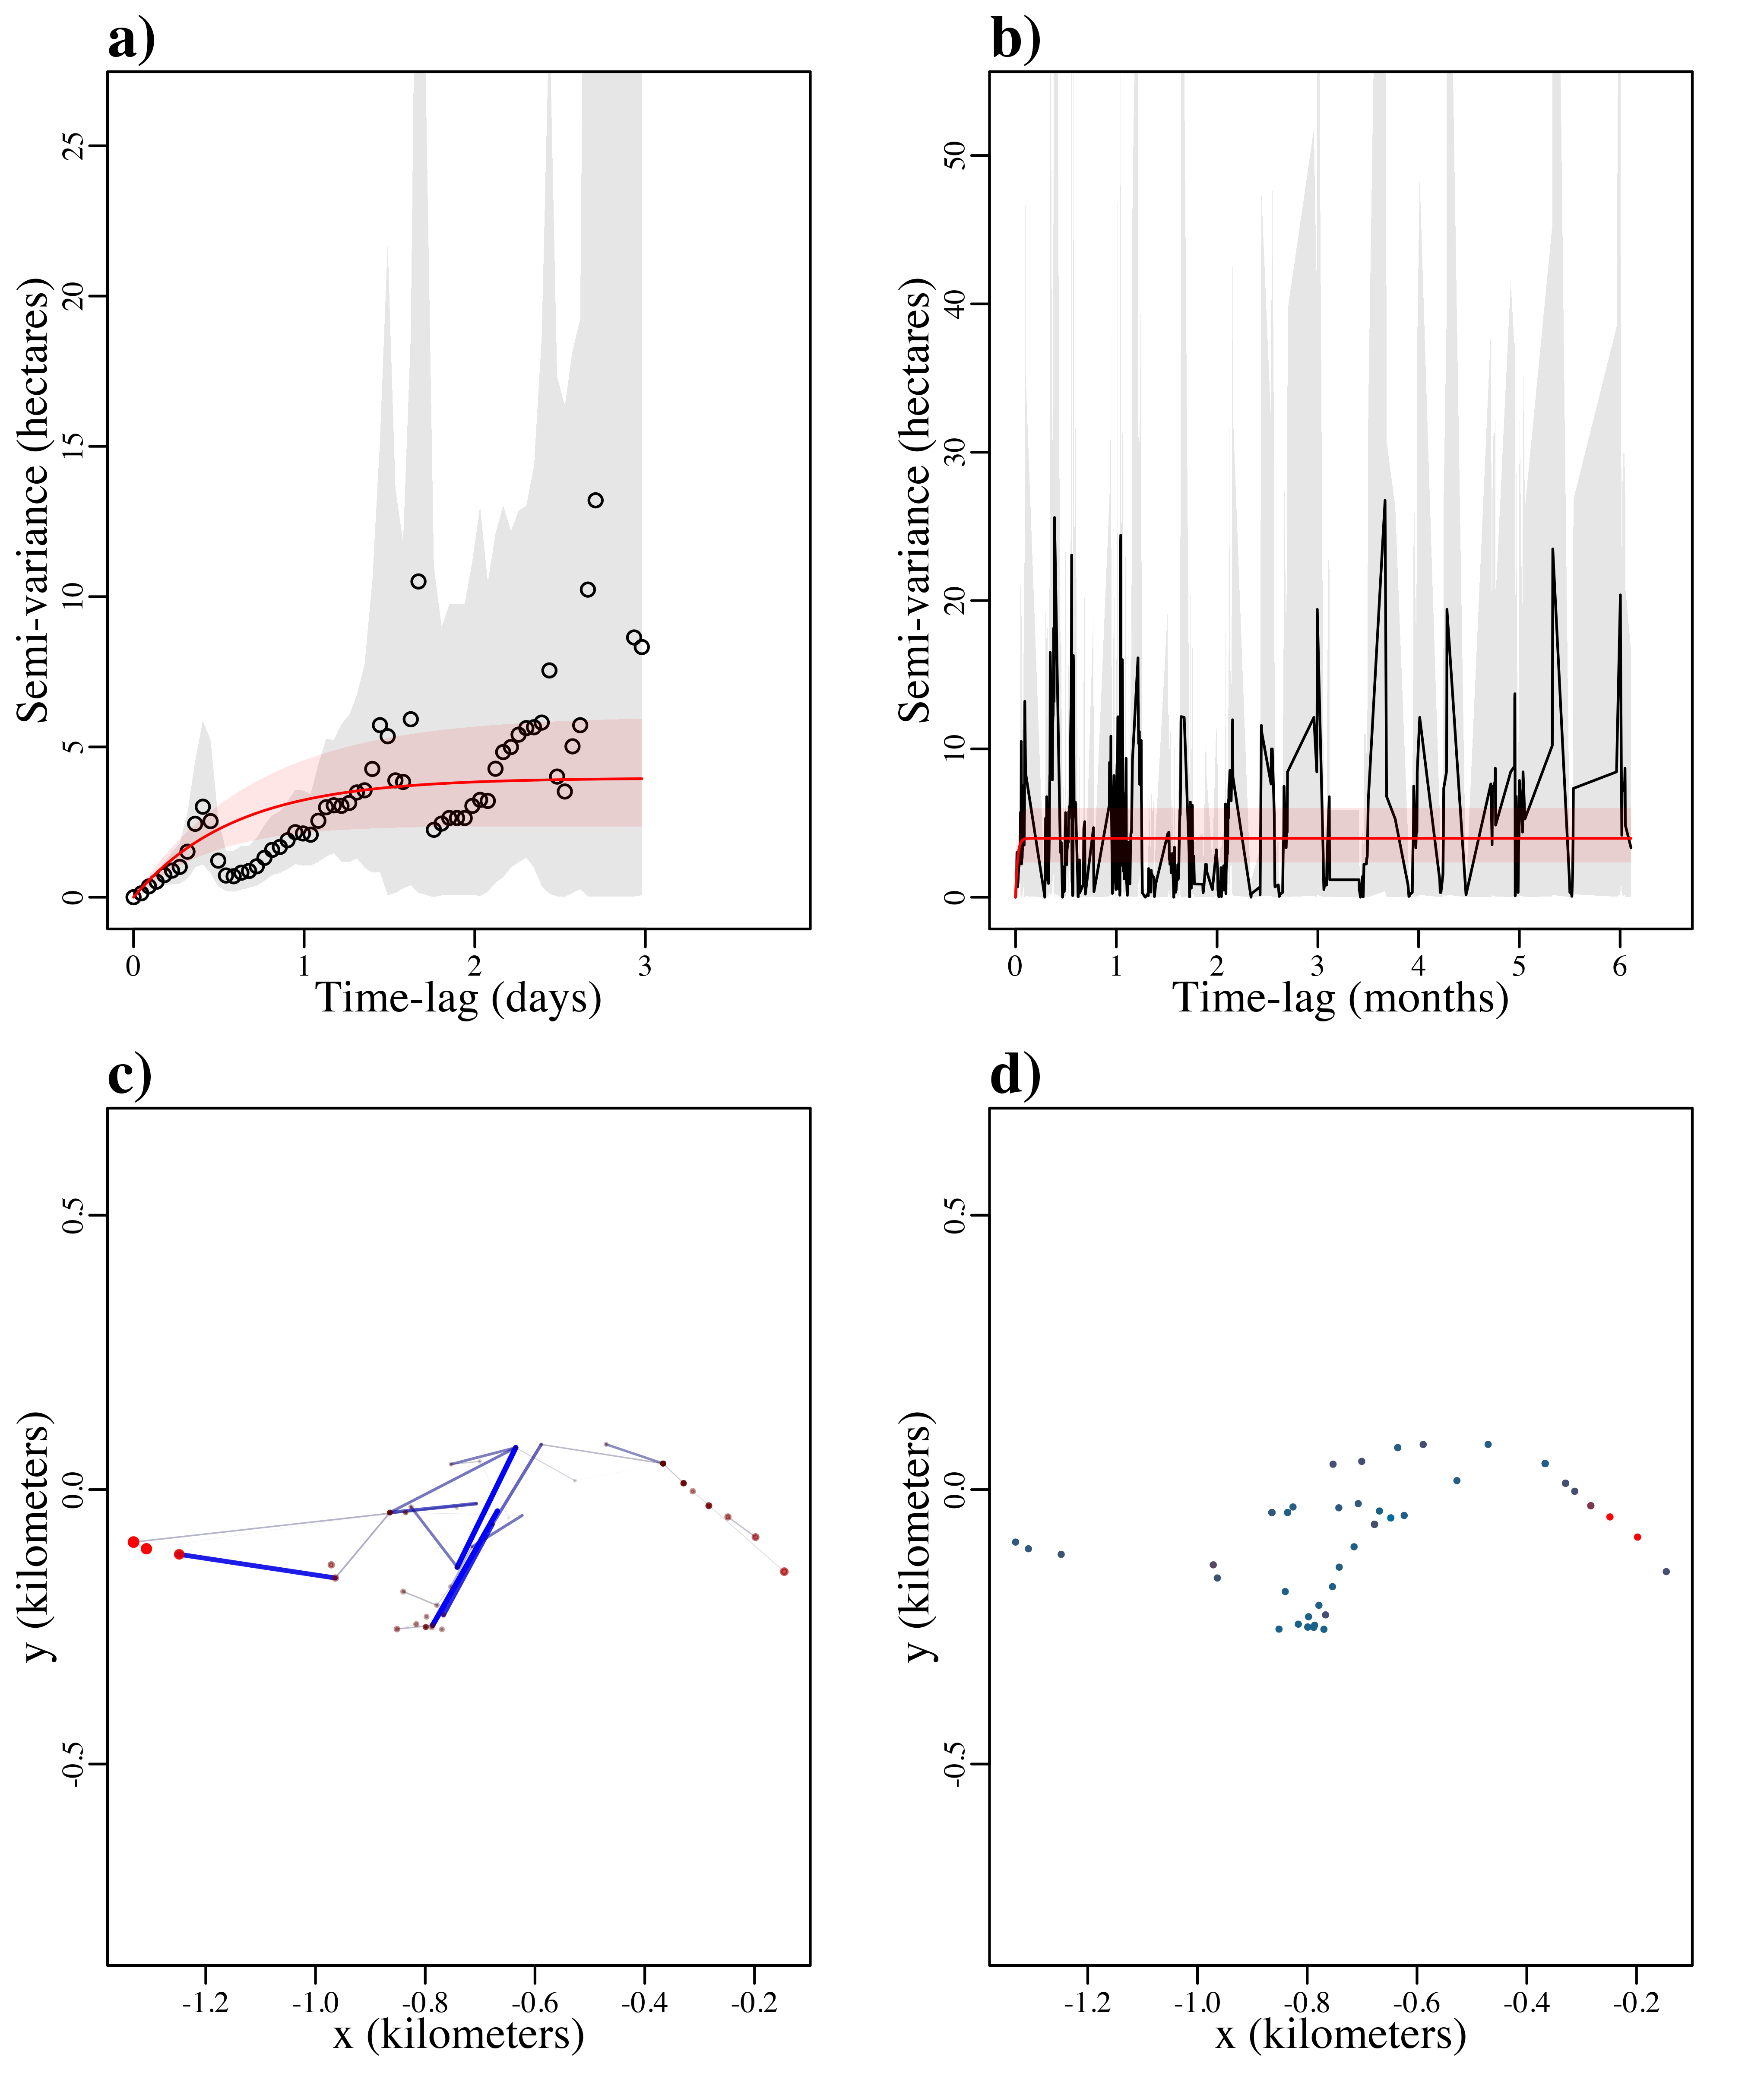 a)
Semi-variance (hectares)
25
20
15
10
5
0
0 1 2 3
Time-lag (days)
b)
Semi-variance (hectares)
50
40
30
20
10
0
0 1 2 3 4 5 6
Time-lag (months)
c)
y (kilometers)
0.5
0.0
-0.5
-1.2 -1.0 -0.8 -0.6 -0.4 -0.2
x (kilometers)
d)
y (kilometers)
0.5
0.0
-0.5
-1.2 -1.0 -0.8 -0.6 -0.4 -0.2
x (kilometers)